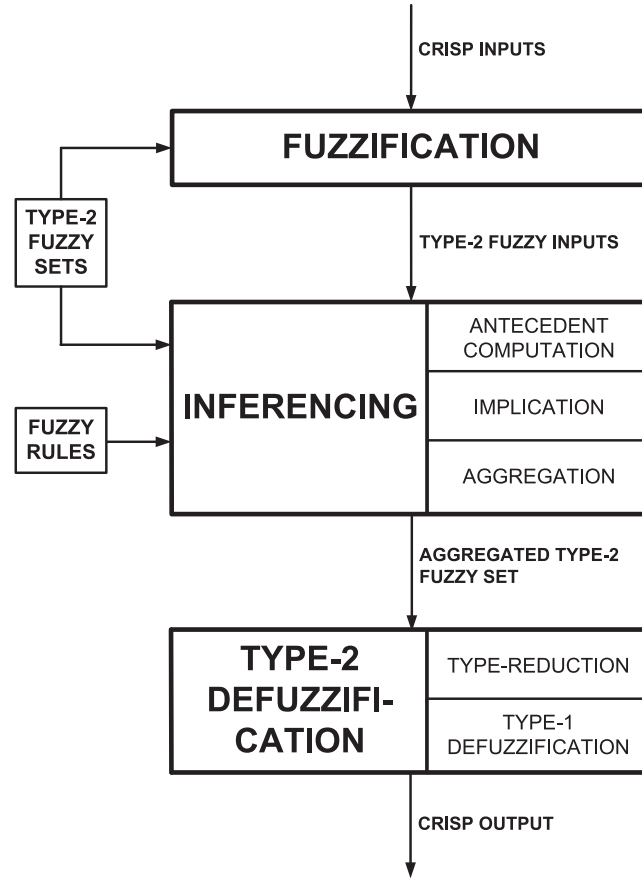 CRISP INPUTS
FUZZIFICATION
TYPE-2
FUZZY
SETS
TYPE-2 FUZZY INPUTS
INFERENCING
ANTECEDENT
COMPUTATION
IMPLICATION
AGGREGATION
FUZZY
RULES
AGGREGATED TYPE-2
FUZZY SET
TYPE-2
DEFUZZIFI-
CATION
TYPE-REDUCTION
TYPE-1
DEFUZZIFICATION
CRISP OUTPUT